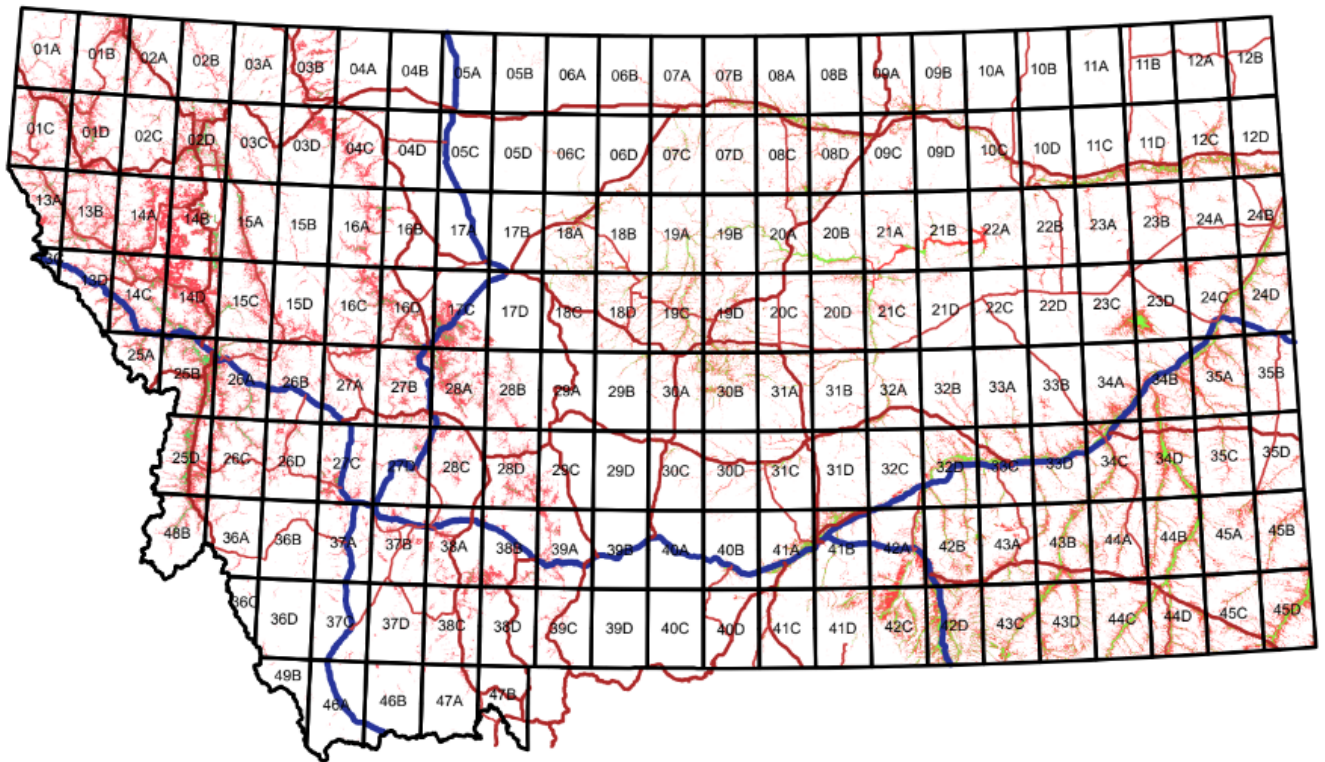 01A 01B 02A 02B 03A 03B 04A 04B 05A 05B 06A 06B 07A 07B 08A 08B 09A 09B 10A 10B 11A 11B 12A 12B
01C 01D 02C 02D 03C 03D 04C 04D 05C 05D 06C 06D 07C 07D 08C 08D 09C 09D 10C 10D 11C 11D 12C 12D
13A 13B 14A 14B 15A 15B 16A 16B 17A 17B 18A 18B 19A 19B 20A 20B 21A 21B 22A 22B 23A 23B 24A 24B
13D 14C 14D 15C 15D 16C 16D 17C 17D 18C 18D 19C 19D 20C 20D 21C 21D 22C 22D 23C 23D 24C 24D
25A 25B 26A 26B 27A 27B 28A 28B 29A 29B 30A 30B 31A 31B 32A 32B 33A 33B 34A 34B 35A 35B
25D 26C 26D 27C 27D 28C 28D 29C 29D 30C 30D 31C 31D 32C 32D 33C 33D 34C 34D 35C 35D
48B 36A 36B 37A 37B 38A 38B 39A 39B 40A 40B 41A 41B 42A 42B 43A 43B 44A 44B 45A 45B
36C 36D 37C 37D 38C 38D 39C 39D 40C 40D 41C 41D 42C 42D 43C 43D 44C 44D 45C 45D
49B 46A 46B 47A 47B